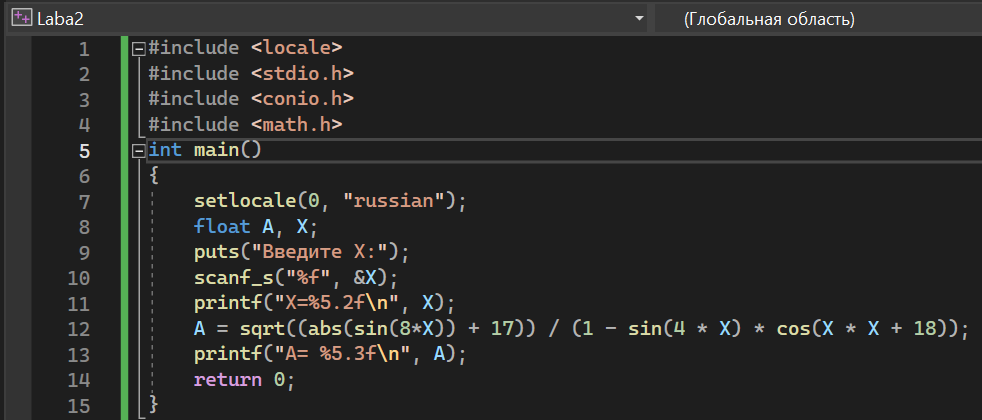 Laba2 (Глобальная область)
1 #include <locale>
2 #include <stdio.h>
3 #include <conio.h>
4 #include <math.h>
5 int main()
6 {
7 setlocale(0, "russian");
8 float A, X;
9 puts("Введите X:");
10 scanf_s("%f", &X);
11 printf("X=%5.2f\n", X);
12 A = sqrt((abs(sin(8*X)) + 17)) / (1 - sin(4 * X) * cos(X * X + 18));
13 printf("A= %5.3f\n", A);
14 return 0;
15 }